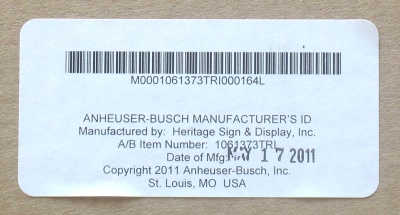 M0001061373TRI000164L
ANHEUSER-BUSCH MANUFACTURER'S ID
Manufactured by: Heritage Sign & Display, Inc.
A/B Item Number: 1061373TRI
Date of Mfg: MAY 17 2011
Copyright 2011 Anheuser-Busch, Inc.
St. Louis, MO USA